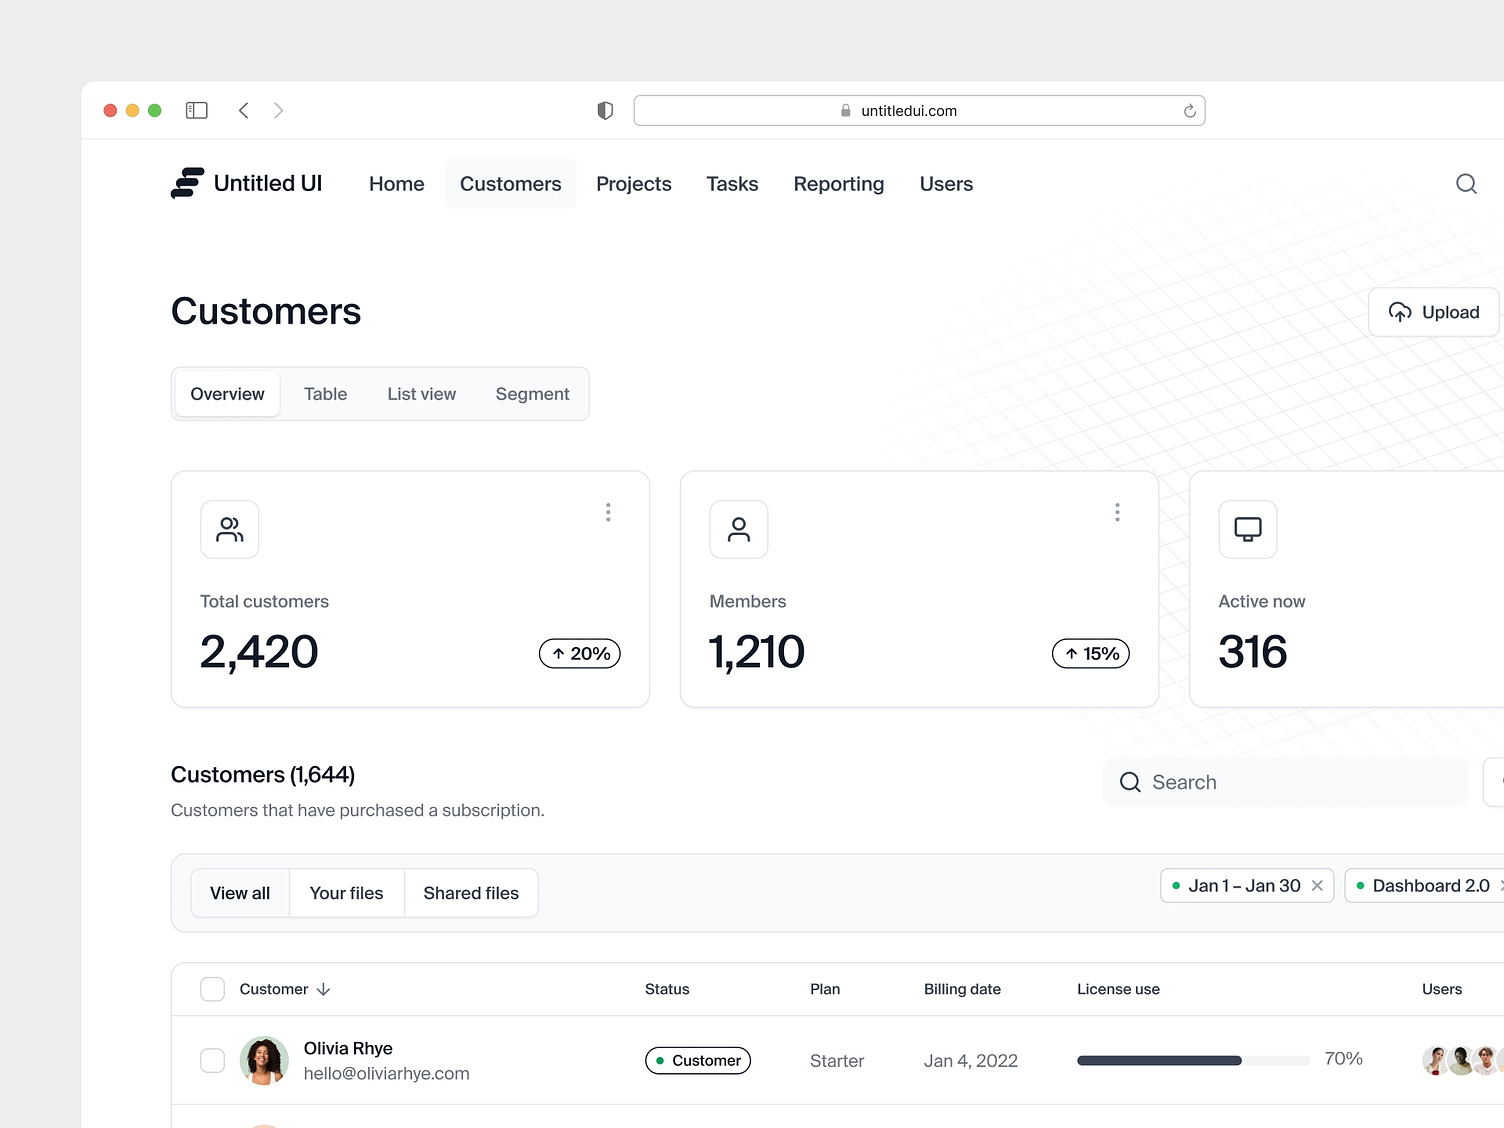 untitledui.com
Untitled UI Home Customers Projects Tasks Reporting Users
Customers
Upload
Overview Table List view Segment
Total customers
2,420
20%
Members
1,210
15%
Active now
316
Customers (1,644)
Customers that have purchased a subscription.
Search
View all Your files Shared files
Jan 1 – Jan 30
Dashboard 2.0
Customer Status Plan Billing date License use Users
Olivia Rhye
hello@oliviarhye.com
Customer Starter Jan 4, 2022 70%